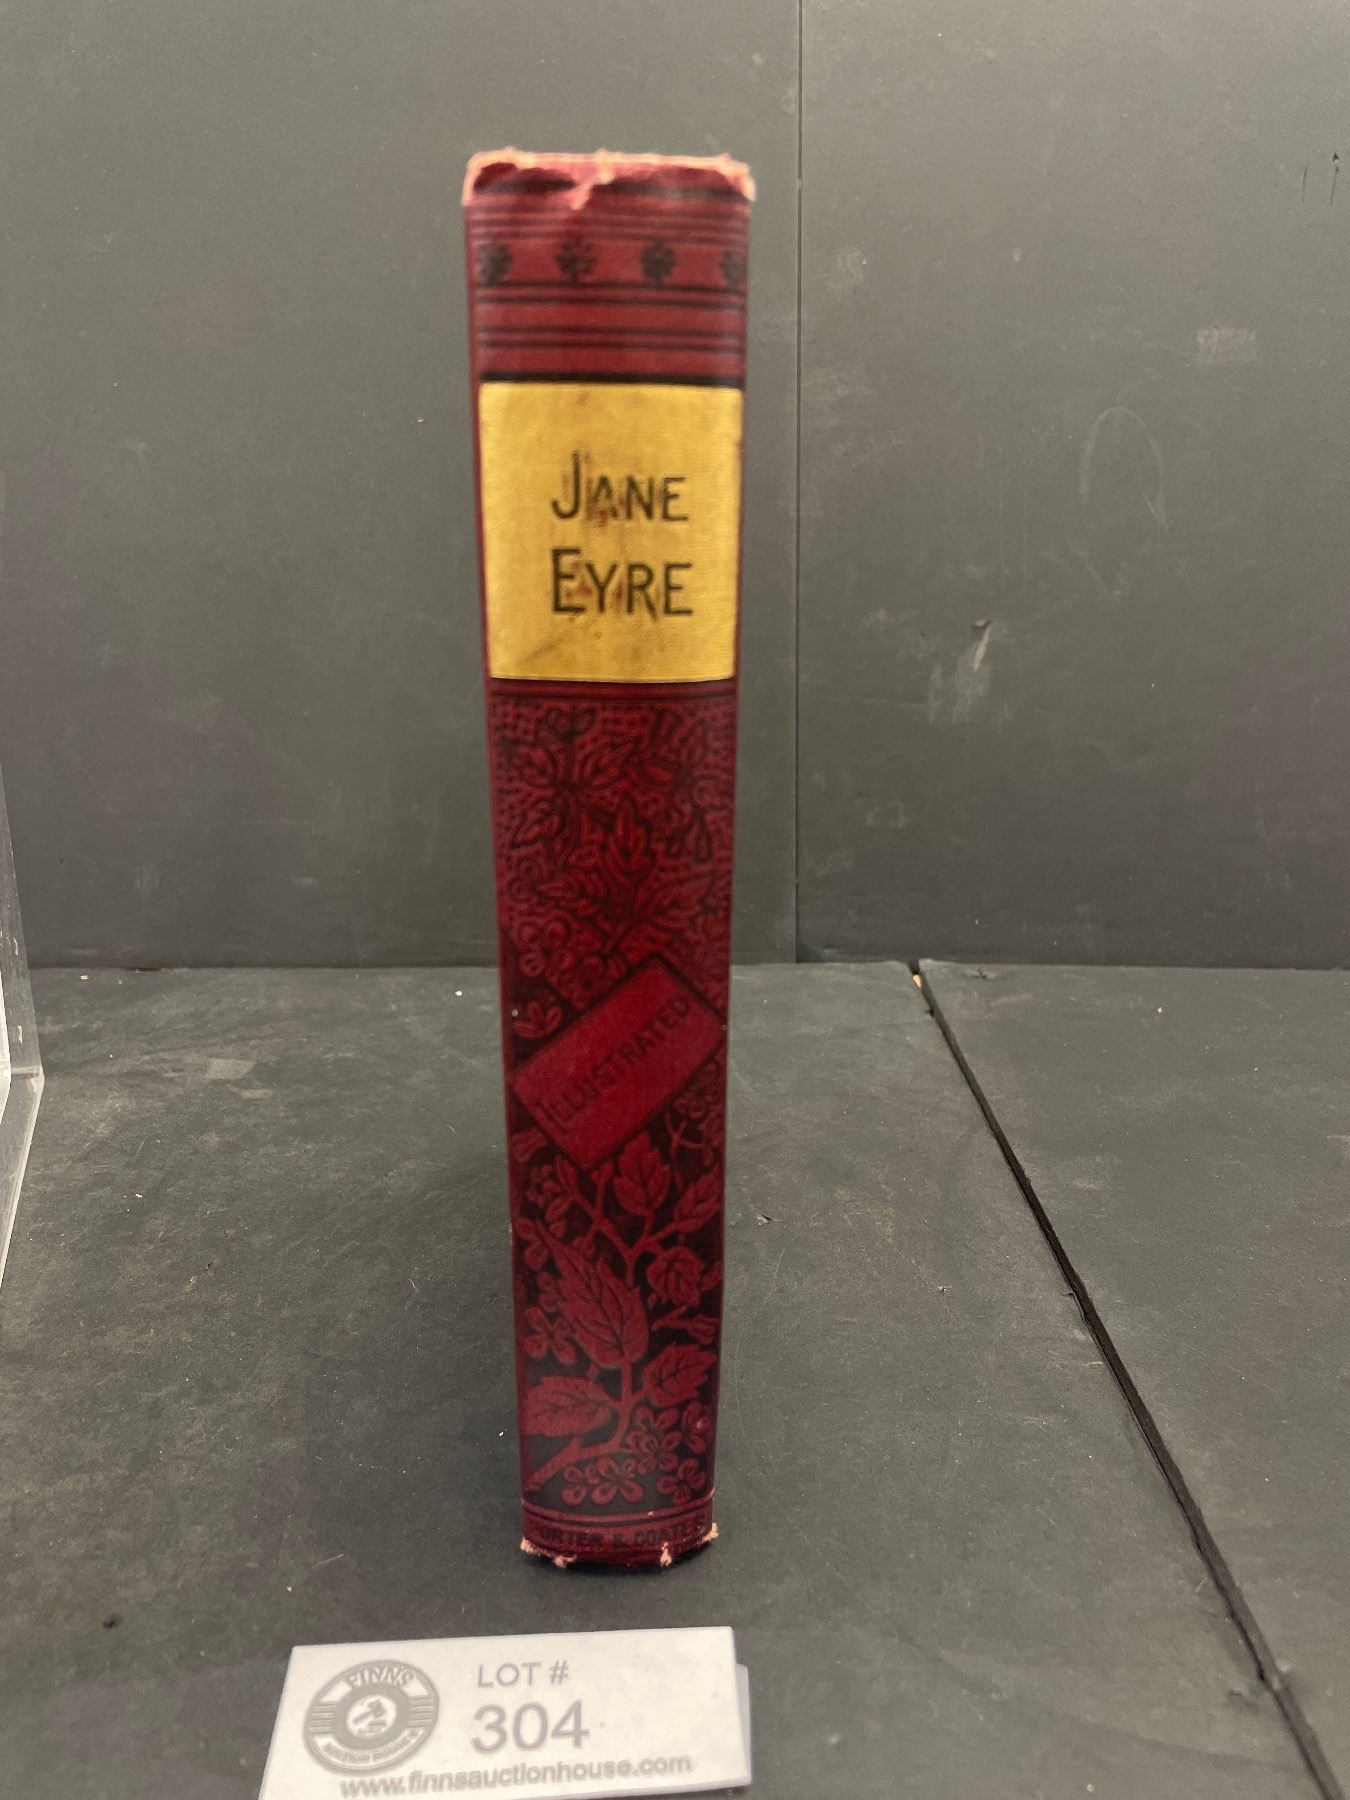 JANE
EYRE
ILLUSTRATED
PORTER & COATES
FINNS
AUCTION HOUSE
LOT #
304
www.finnsauctionhouse.com